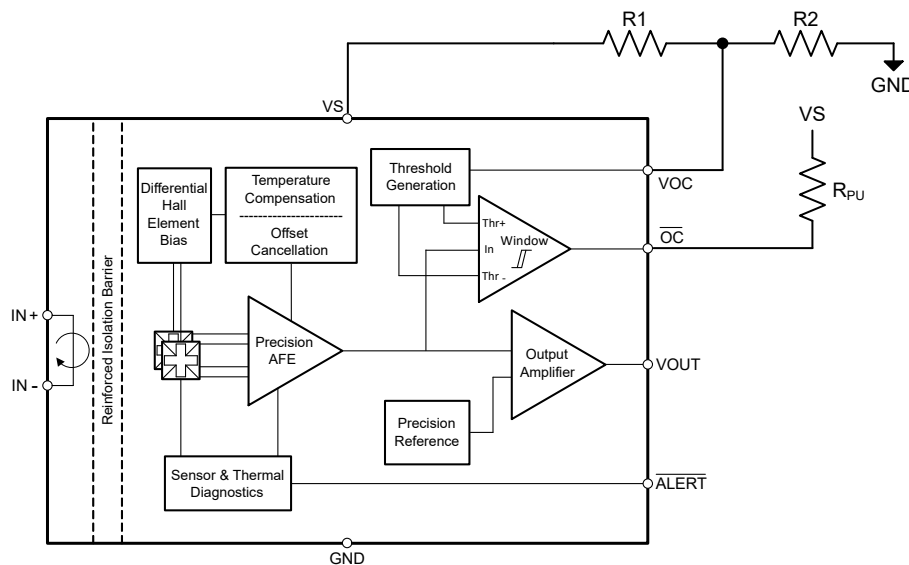 R1
R2
GND
VS
VS
R_PU
Differential
Hall
Element
Bias
Temperature
Compensation
Offset
Cancellation
Threshold
Generation
VOC
Thr+
In
Window
Thr -
OC
IN+
IN -
Reinforced Isolation Barrier
Precision
AFE
Output
Amplifier
VOUT
Precision
Reference
Sensor & Thermal
Diagnostics
ALERT
GND